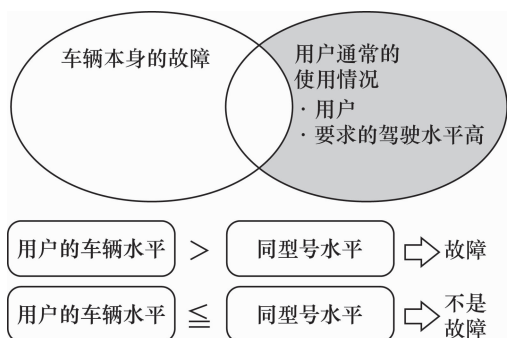 车辆本身的故障
用户通常的
使用情况
·用户
·要求的驾驶水平高
用户的车辆水平 > 同型号水平 故障
用户的车辆水平 ≦ 同型号水平 不是
故障